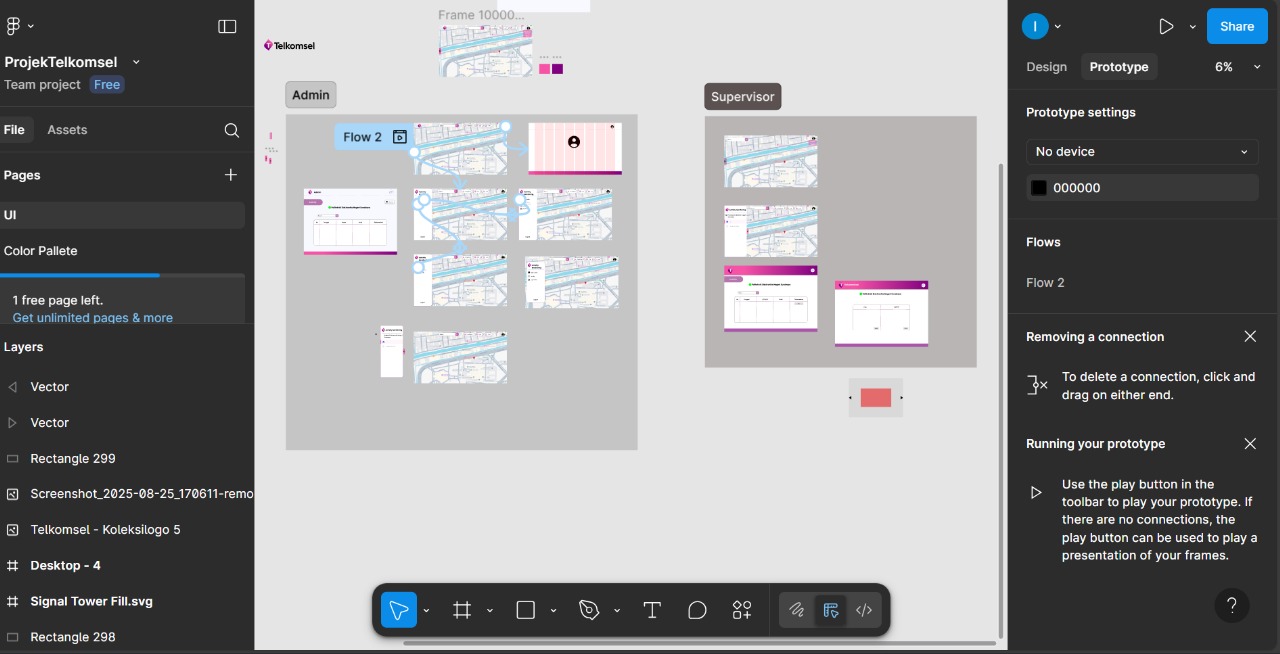 ProjekTelkomsel
Team project Free
File Assets
Pages
UI
Color Pallete
1 free page left.
Get unlimited pages & more
Layers
Vector
Vector
Rectangle 299
Screenshot_2025-08-25_170611-remo
Telkomsel - Koleksilogo 5
Desktop - 4
Signal Tower Fill.svg
Rectangle 298
Frame 10000...
Telkomsel
Admin
Flow 2
Supervisor
I
Share
Design Prototype 6%
Prototype settings
No device
000000
Flows
Flow 2
Removing a connection
To delete a connection, click and
drag on either end.
Running your prototype
Use the play button in the
toolbar to play your prototype. If
there are no connections, the
play button can be used to play a
presentation of your frames.
?